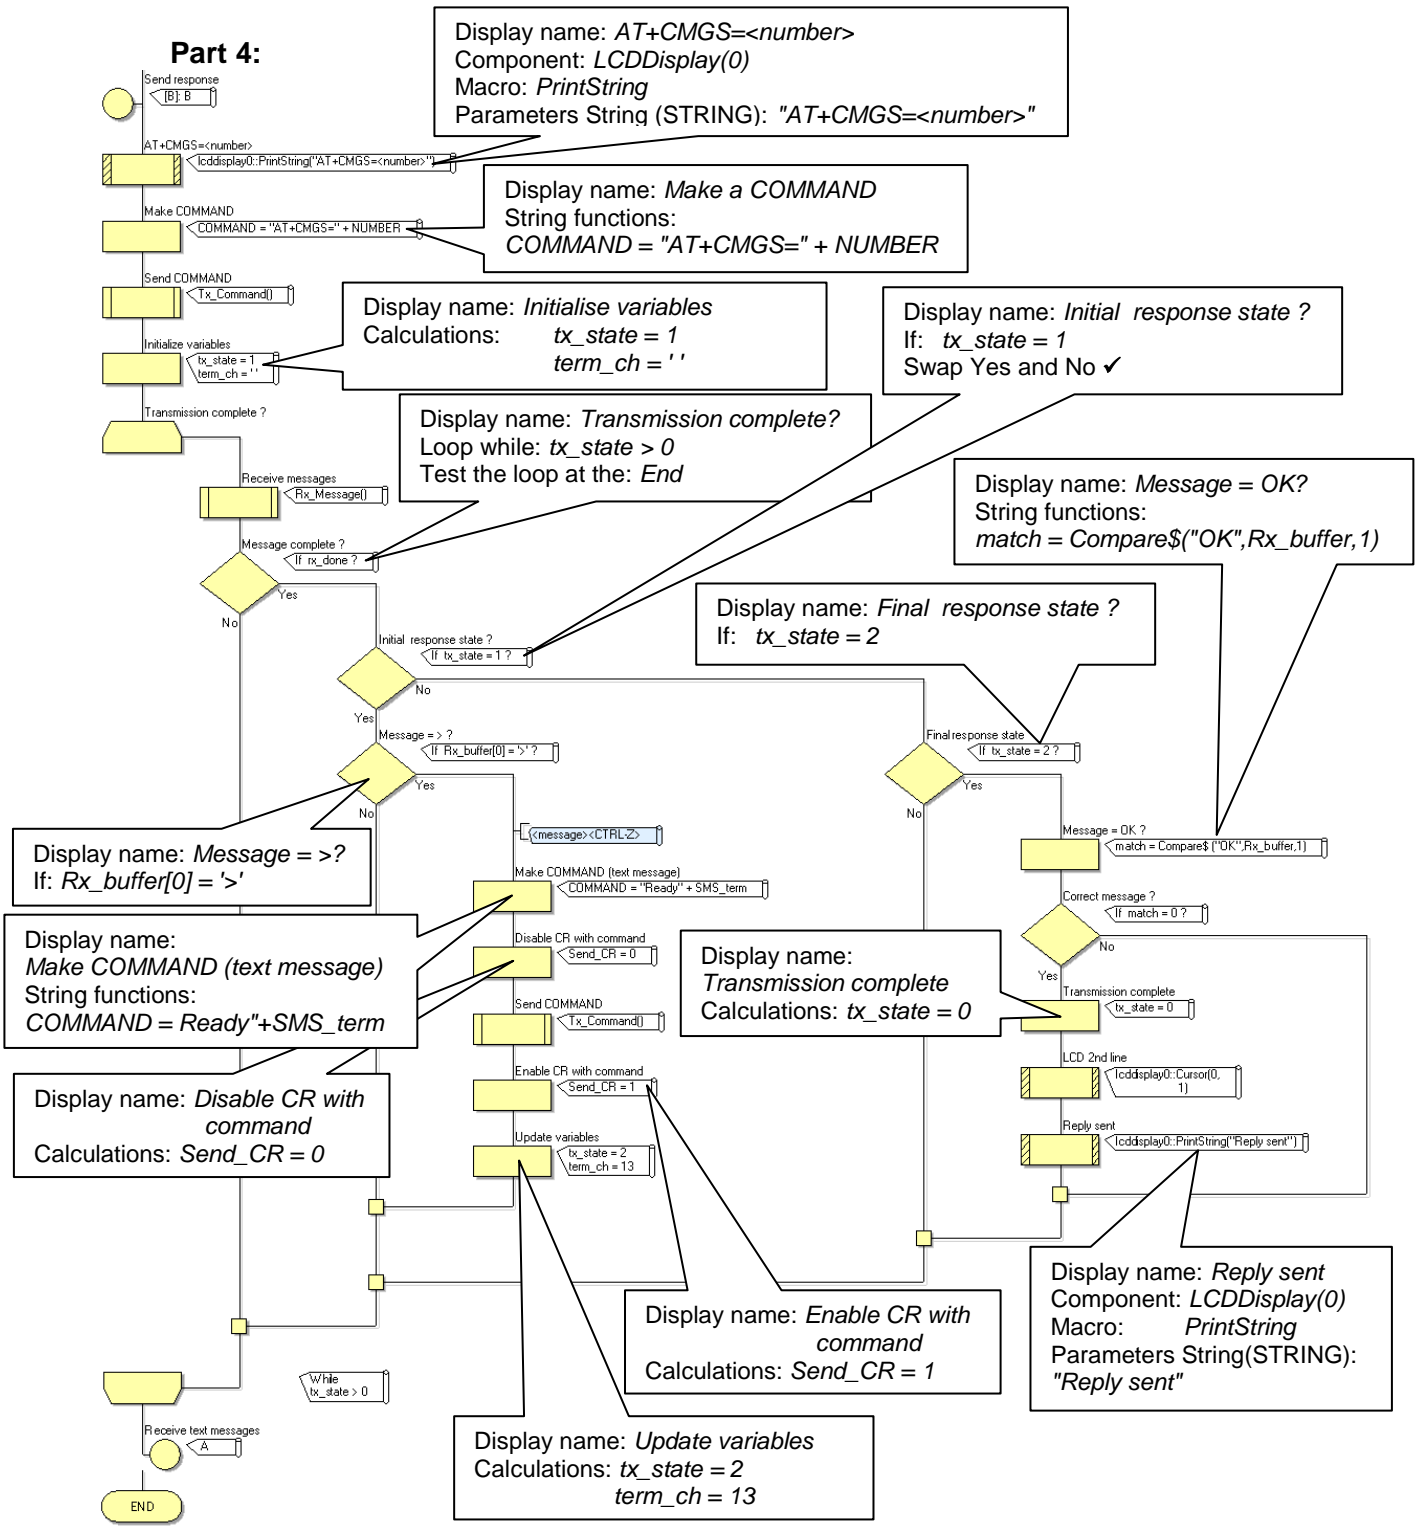 Part 4:
Display name: AT+CMGS=<number>
Component: LCDDisplay(0)
Macro: PrintString
Parameters String (STRING): "AT+CMGS=<number>"
Send response
[B]: B
AT+CMGS=<number>
lcddisplay0::PrintString("AT+CMGS=<number>")
Display name: Make a COMMAND
String functions:
COMMAND = "AT+CMGS=" + NUMBER
Make COMMAND
COMMAND = "AT+CMGS=" + NUMBER
Send COMMAND
Tx_Command()
Display name: Initialise variables
Calculations: tx_state = 1
term_ch = ' '
Display name: Initial response state ?
If: tx_state = 1
Swap Yes and No ✓
Initialize variables
tx_state = 1
term_ch = ' '
Transmission complete ?
Display name: Transmission complete?
Loop while: tx_state > 0
Test the loop at the: End
Receive messages
Rx_Message()
Display name: Message = OK?
String functions:
match = Compare$("OK",Rx_buffer,1)
Message complete ?
If rx_done ?
Yes
No
Display name: Final response state ?
If: tx_state = 2
Initial response state ?
If tx_state = 1 ?
No
Yes
Message = > ?
If Rx_buffer[0] = '>' ?
Yes
No
Final response state
If tx_state = 2 ?
Yes
No
Display name: Message = >?
If: Rx_buffer[0] = '>'
<message><CTRL-Z>
Message = OK ?
match = Compare$ ("OK",Rx_buffer,1)
Make COMMAND (text message)
COMMAND = "Ready" + SMS_term
Correct message ?
If match = 0 ?
No
Yes
Display name:
Make COMMAND (text message)
String functions:
COMMAND = Ready"+SMS_term
Disable CR with command
Send_CR = 0
Display name:
Transmission complete
Calculations: tx_state = 0
Transmission complete
tx_state = 0
Send COMMAND
Tx_Command()
LCD 2nd line
lcddisplay0::Cursor(0,
1)
Display name: Disable CR with
command
Calculations: Send_CR = 0
Enable CR with command
Send_CR = 1
Reply sent
lcddisplay0::PrintString("Reply sent")
Update variables
tx_state = 2
term_ch = 13
Display name: Reply sent
Component: LCDDisplay(0)
Macro: PrintString
Parameters String(STRING):
"Reply sent"
Display name: Enable CR with
command
Calculations: Send_CR = 1
While
tx_state > 0
Receive text messages
A
Display name: Update variables
Calculations: tx_state = 2
term_ch = 13
END